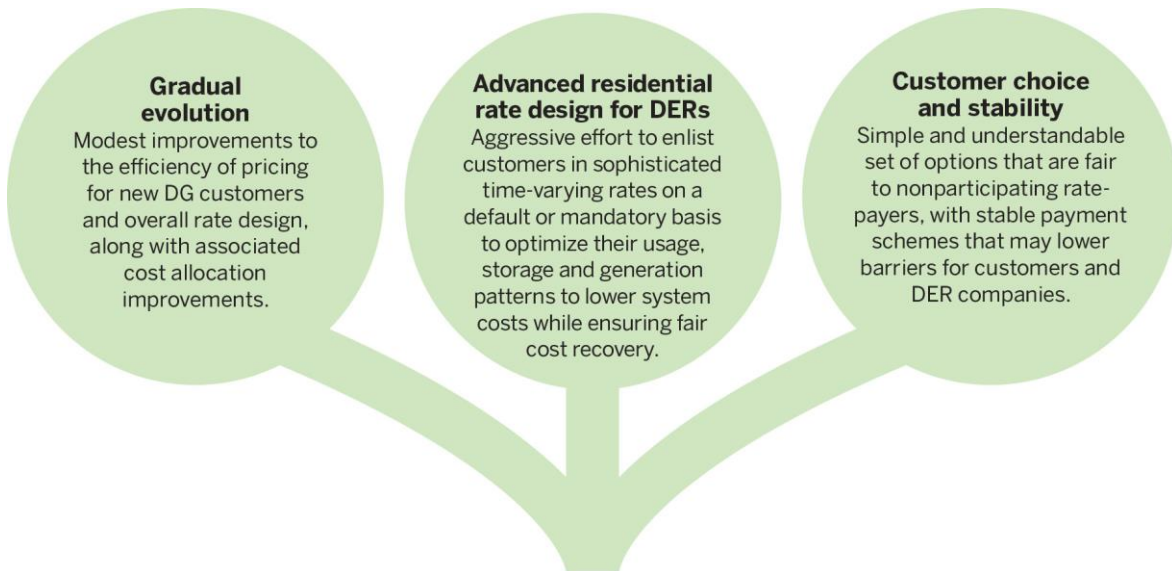 Gradual
evolution
Modest improvements to
the efficiency of pricing
for new DG customers
and overall rate design,
along with associated
cost allocation
improvements.
Advanced residential
rate design for DERs
Aggressive effort to enlist
customers in sophisticated
time-varying rates on a
default or mandatory basis
to optimize their usage,
storage and generation
patterns to lower system
costs while ensuring fair
cost recovery.
Customer choice
and stability
Simple and understandable
set of options that are fair
to nonparticipating rate-
payers, with stable payment
schemes that may lower
barriers for customers and
DER companies.